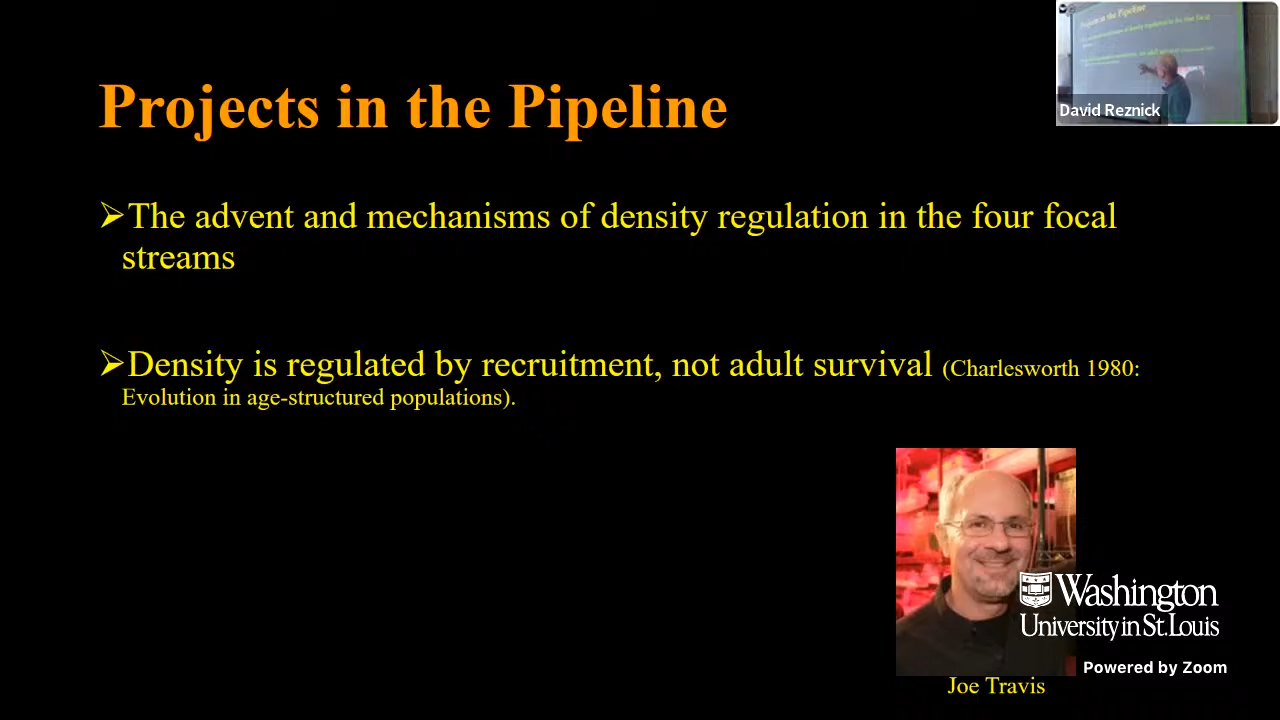 Projects in the Pipeline
David Reznick
➢The advent and mechanisms of density regulation in the four focal
streams
➢Density is regulated by recruitment, not adult survival (Charlesworth 1980:
Evolution in age-structured populations).
Washington
University in St. Louis
Powered by Zoom
Joe Travis